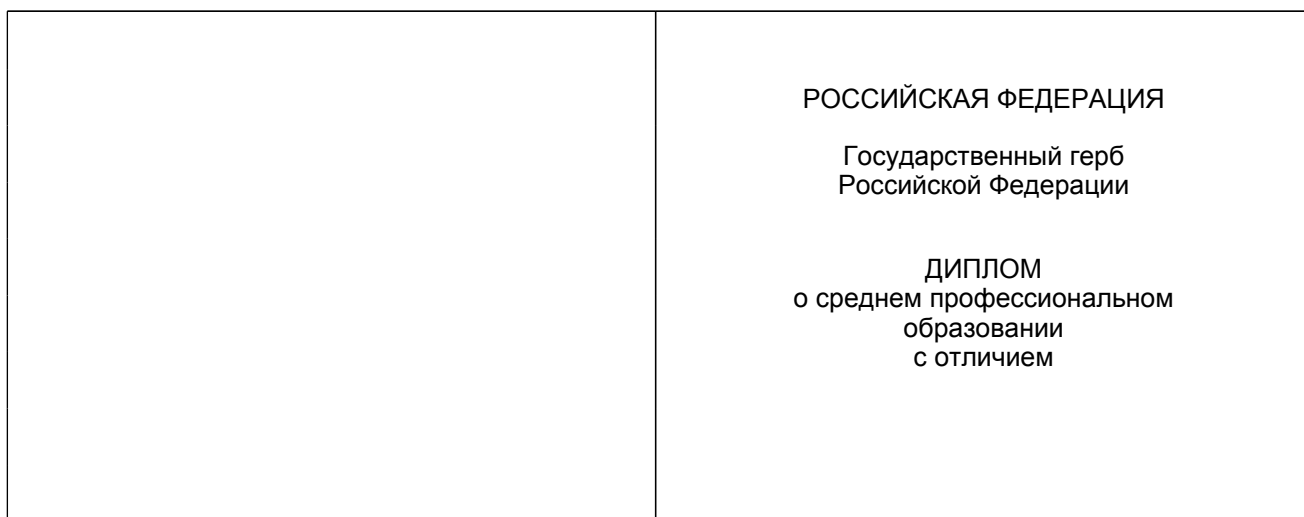 РОССИЙСКАЯ ФЕДЕРАЦИЯ
Государственный герб
Российской Федерации
ДИПЛОМ
о среднем профессиональном
образовании
с отличием